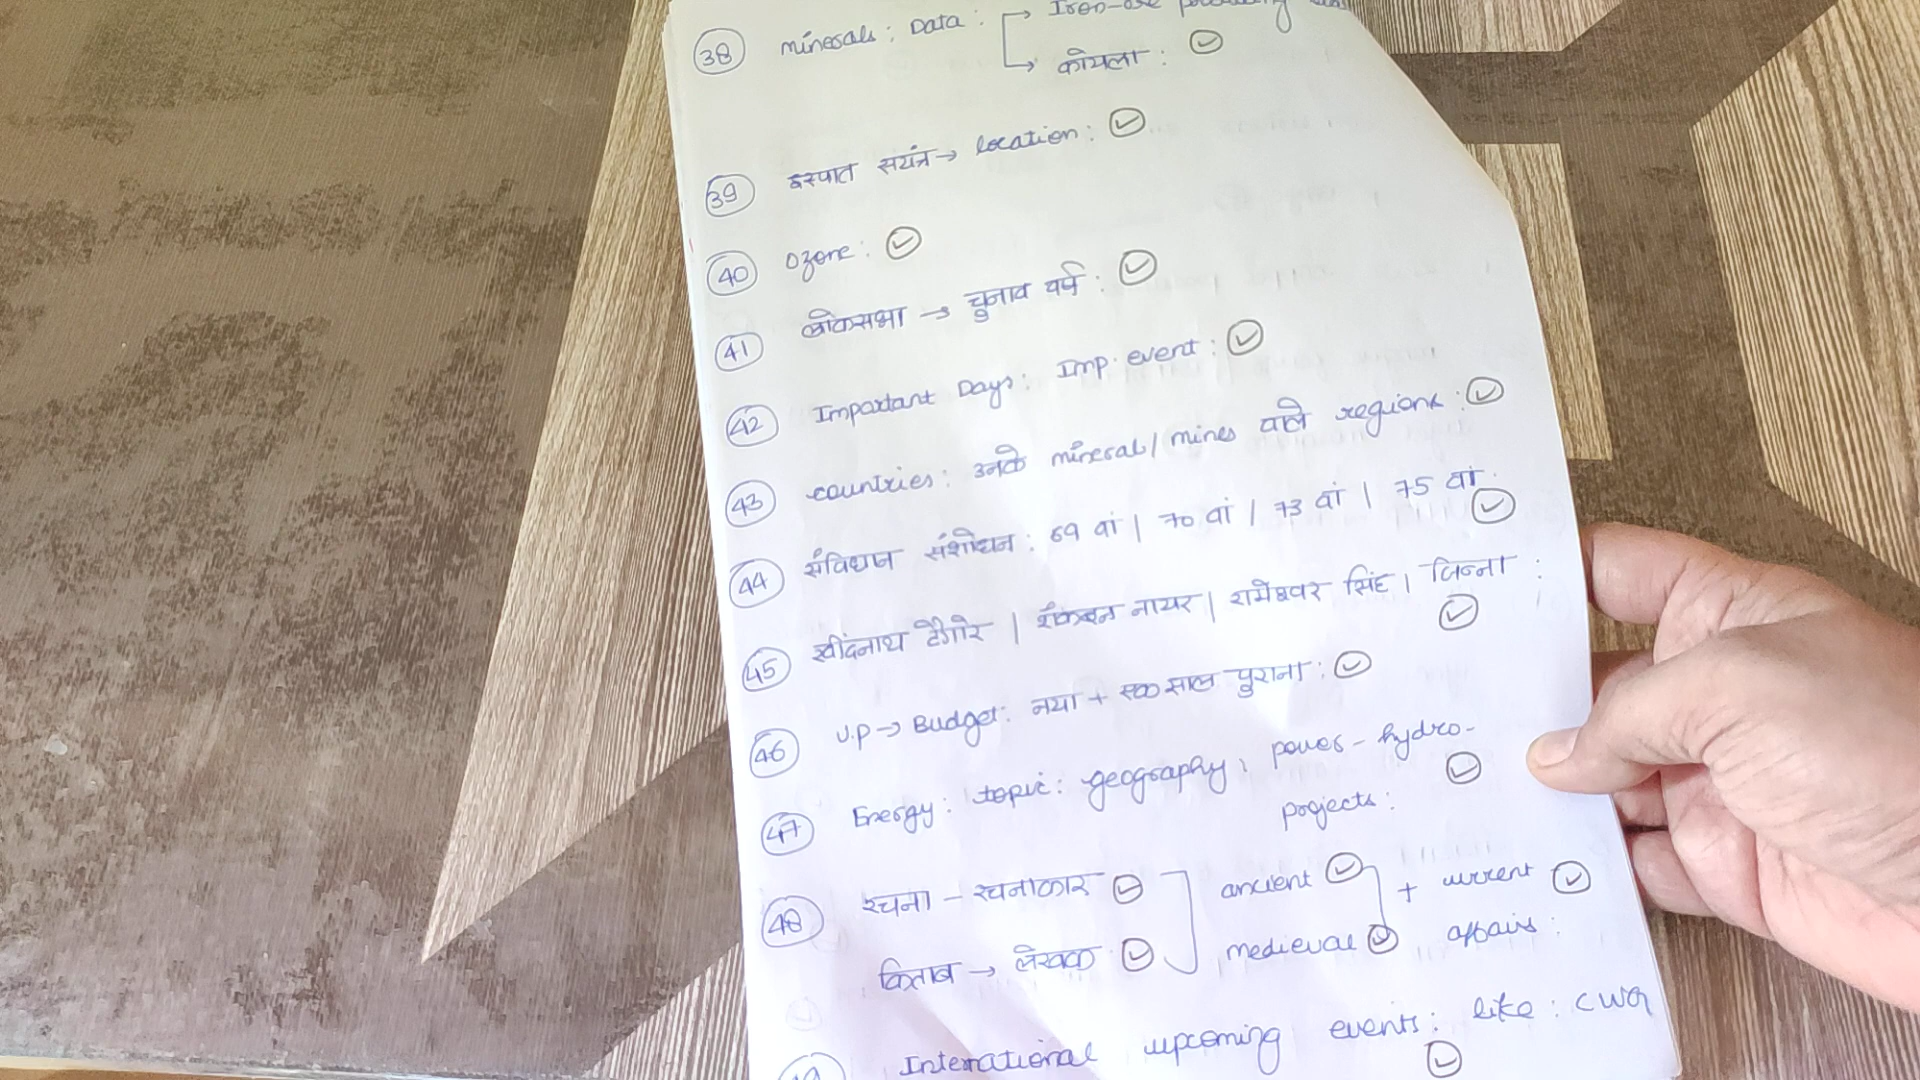 38 minerals : Data : → Iron-ore
→ कोयला :
39 इस्पात सयंत्र → location :
40 Ozone :
41 लोकसभा → चुनाव वर्ष :
42 Important Days : Imp. event :
43 countries : उनके mineral / mines वाले regions :
44 संविधान संशोधन : 69 वां | 70 वां | 73 वां | 75 वां
45 रवींद्रनाथ टैगोर | शंकरन नायर | रामेश्वर सिंह | जिन्ना :
46 U.P → Budget : नया + एक साल पुराना :
47 Energy : topic : geography : power - hydro-
projects :
48 रचना - रचनाकार ancient + current
किताब → लेखक medieval affairs :
49 International upcoming events : like : CWG